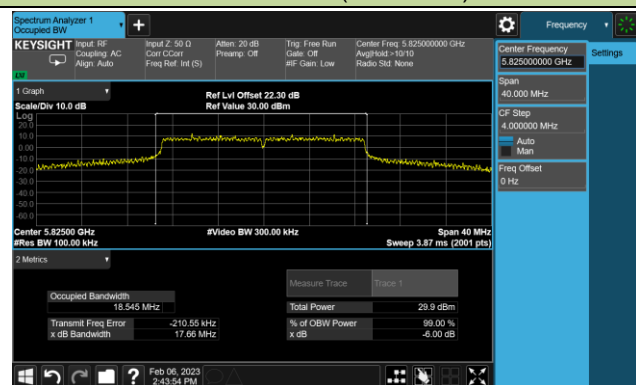 Spectrum Analyzer 1
Occupied BW
Frequency
KEYSIGHT
Input: RF
Coupling: AC
Align: Auto
Input Z: 50 Ω
Corr CCorr
Freq Ref: Int (S)
Atten: 20 dB
Preamp: Off
Trig: Free Run
Gate: Off
#IF Gain: Low
Center Freq: 5.825000000 GHz
Avg|Hold:>10/10
Radio Std: None
Center Frequency
5.825000000 GHz
Settings
Span
40.000 MHz
CF Step
4.000000 MHz
Auto
Man
Freq Offset
0 Hz
1 Graph
Scale/Div 10.0 dB
Ref Lvl Offset 22.30 dB
Ref Value 30.00 dBm
Log
20.0
10.0
0.00
-10.0
-20.0
-30.0
-40.0
-50.0
-60.0
Center 5.82500 GHz
#Res BW 100.00 kHz
#Video BW 300.00 kHz
Span 40 MHz
Sweep 3.87 ms (2001 pts)
2 Metrics
Measure Trace
Trace 1
Occupied Bandwidth
18.545 MHz
Total Power
29.9 dBm
Transmit Freq Error
-210.55 kHz
% of OBW Power
99.00 %
x dB Bandwidth
17.66 MHz
x dB
-6.00 dB
Feb 06, 2023
2:43:54 PM